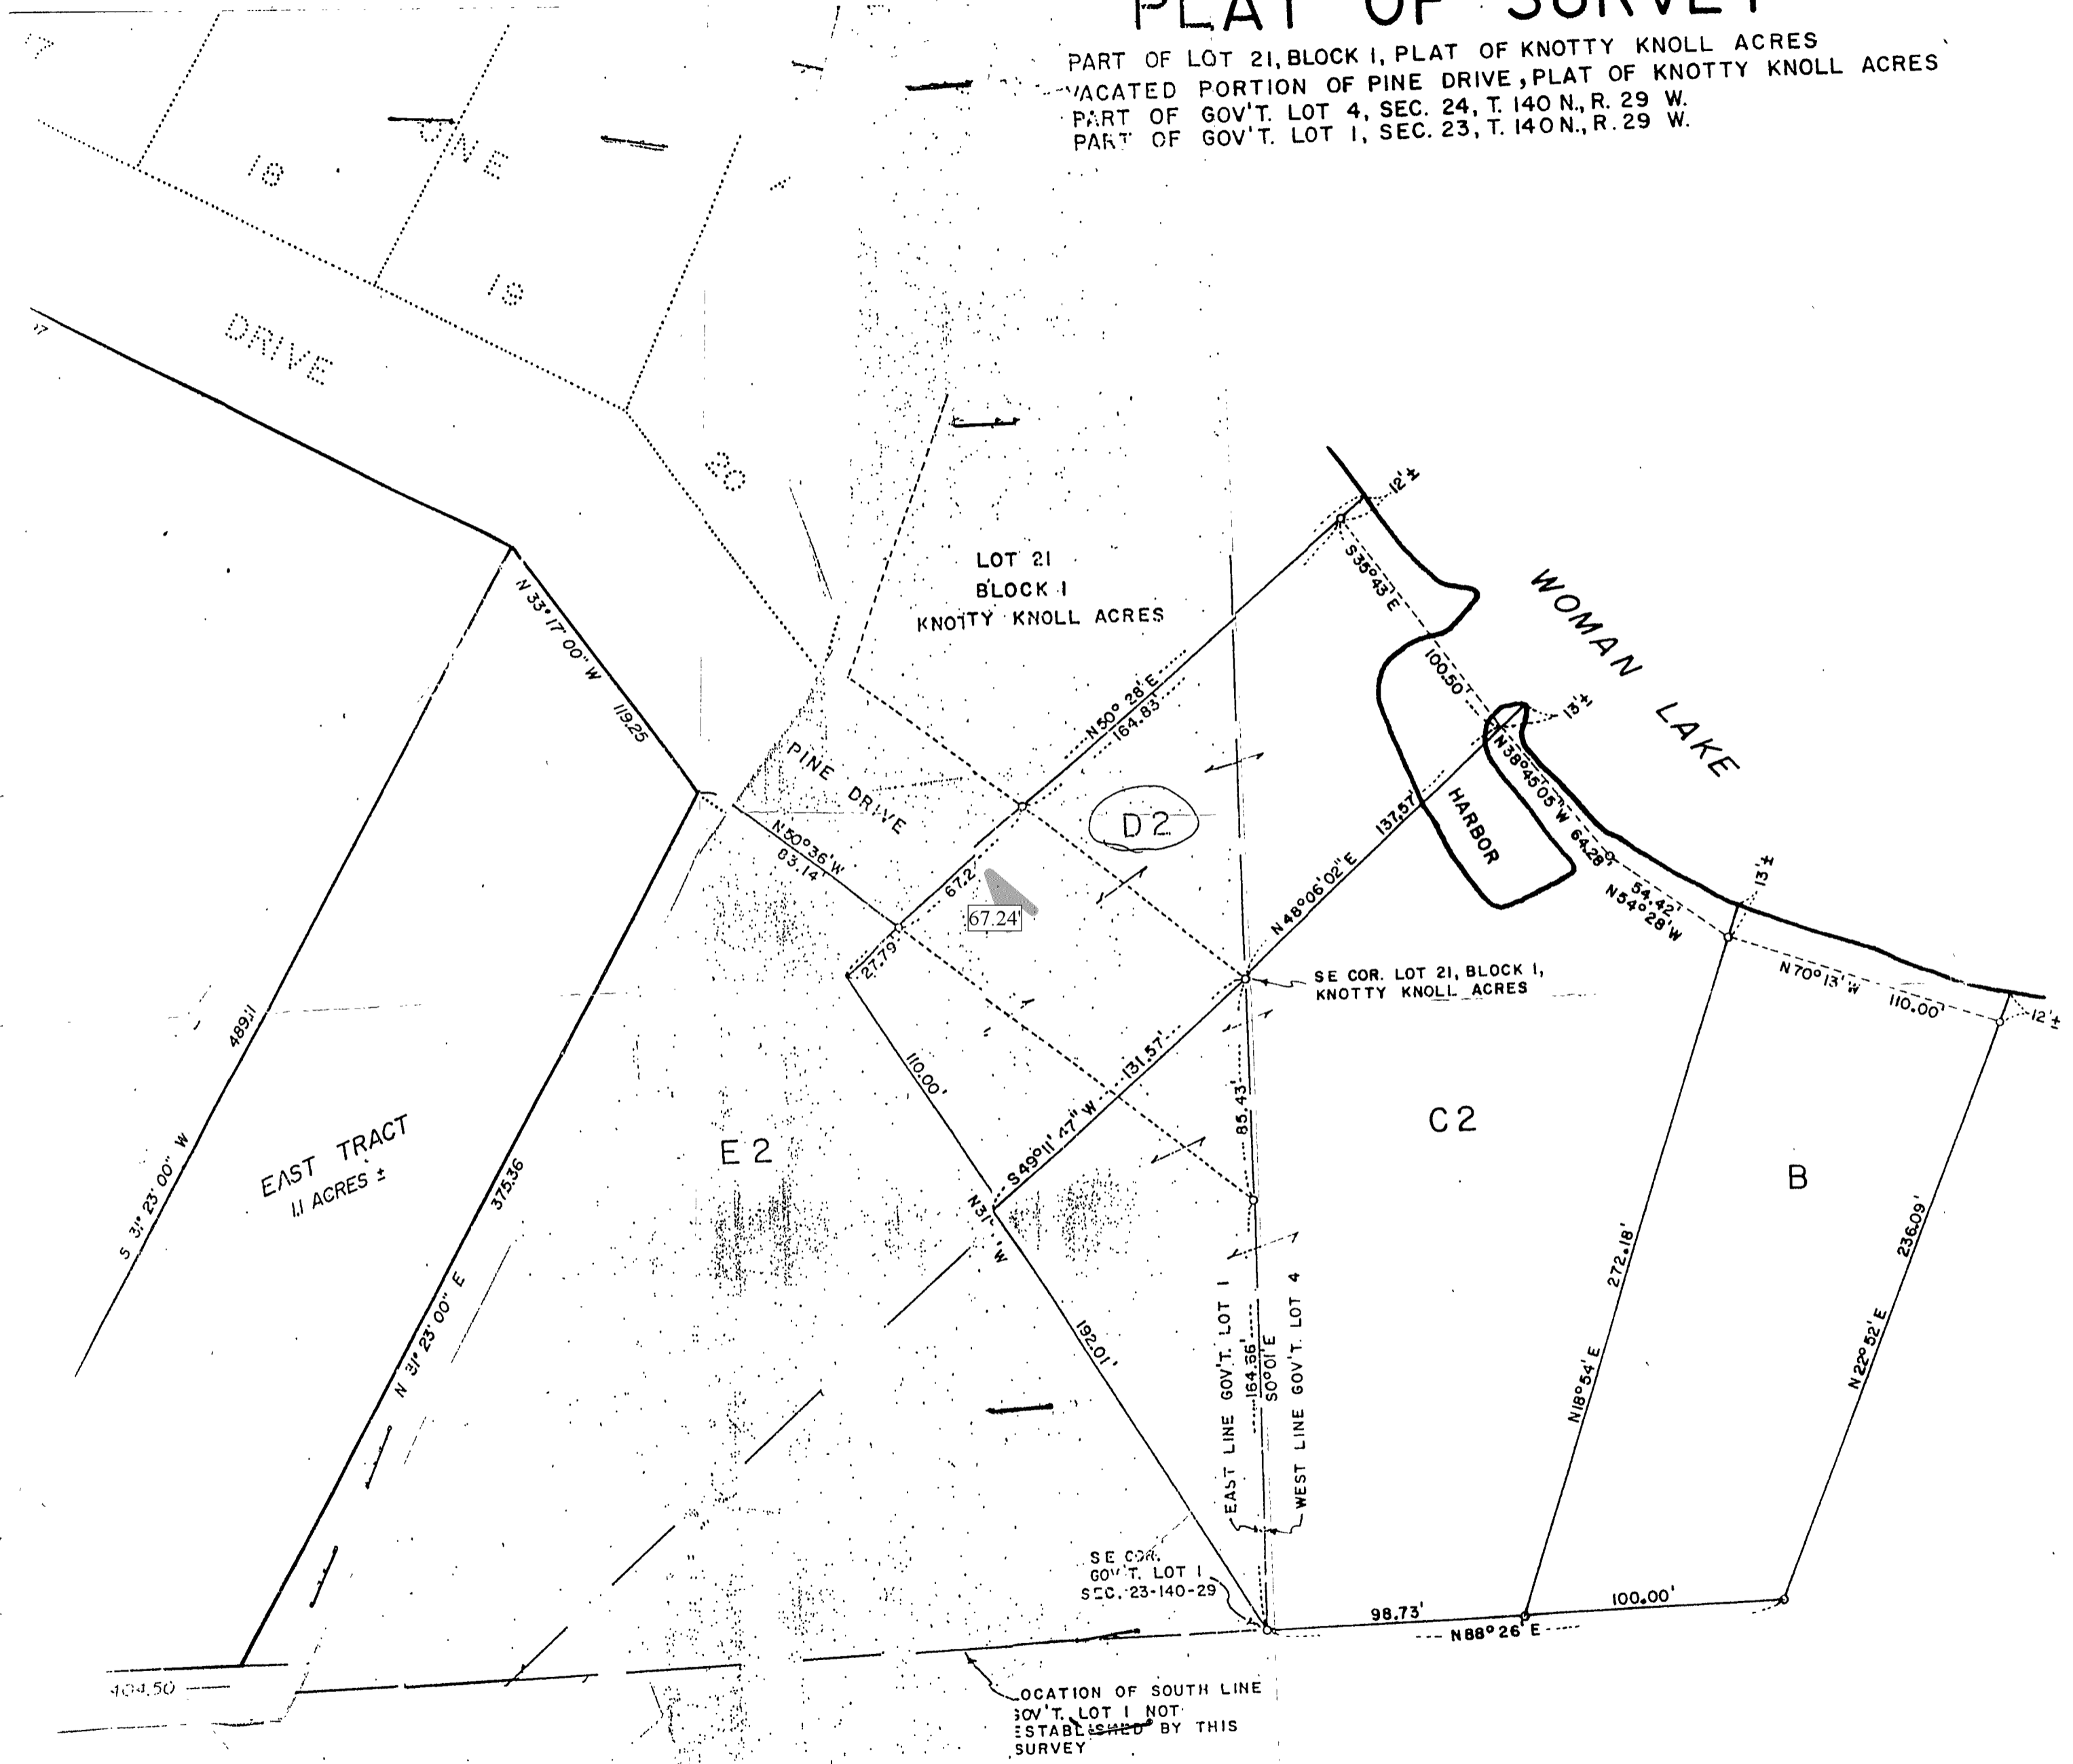 PLAT OF SURVEY
PART OF LOT 21, BLOCK 1, PLAT OF KNOTTY KNOLL ACRES
VACATED PORTION OF PINE DRIVE, PLAT OF KNOTTY KNOLL ACRES
PART OF GOV'T. LOT 4, SEC. 24, T. 140 N., R. 29 W.
PART OF GOV'T. LOT 1, SEC. 23, T. 140 N., R. 29 W.
17
18
19
DRIVE
20
LOT 21
BLOCK 1
KNOTTY KNOLL ACRES
12'±
S35°43'E
100.50'
WOMAN LAKE
N 33° 17' 00" W
119.25
N50° 28' E
164.83'
13'±
PINE DRIVE
D2
N38°45'05"W 64.28'
HARBOR
137.57'
N50°36'W
83.14'
67.2
67.24'
27.79'
N48°06'02"E
54.42'
N54°28'W
13'±
SE COR. LOT 21, BLOCK 1,
KNOTTY KNOLL ACRES
N70°13'W 110.00'
12'±
489.11
110.00'
131.57'
S49°11'47"W
85.43'
C2
B
E2
EAST TRACT
1.1 ACRES ±
S 31° 23' 00" W
375.36
N 31° 23' 00" E
N31° ' W
192.01'
EAST LINE GOV'T. LOT 1
164.66'
S0°01'E
WEST LINE GOV'T. LOT 4
272.18'
N18°54'E
236.09'
N22°52'E
SE COR.
GOV'T. LOT 1
SEC. 23-140-29
98.73'
100.00'
N88°26'E
404.50
LOCATION OF SOUTH LINE
GOV'T. LOT 1 NOT
ESTABLISHED BY THIS
SURVEY